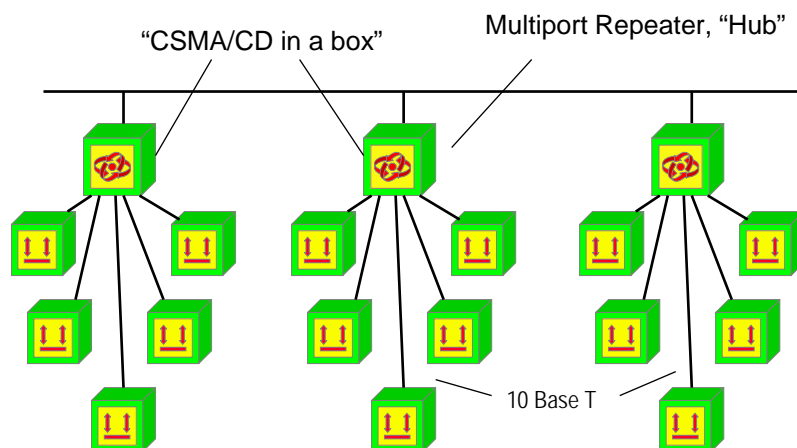 “CSMA/CD in a box”
Multiport Repeater, “Hub”
10 Base T